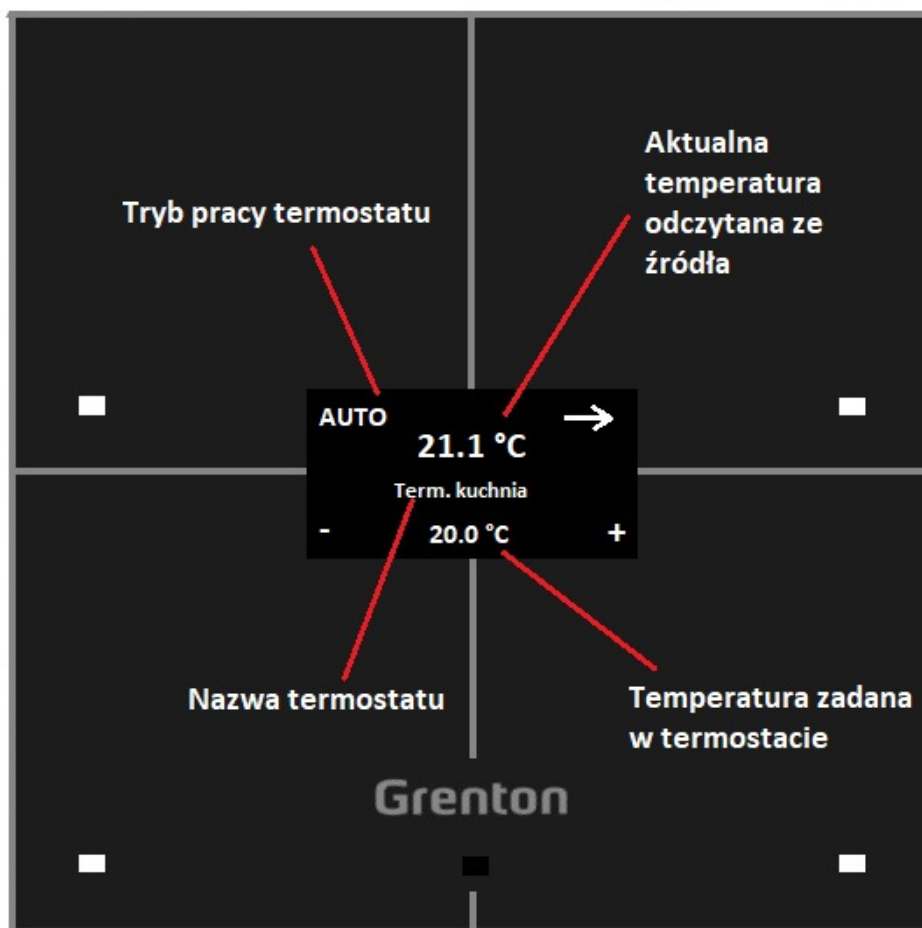 Aktualna
temperatura
odczytana ze
źródła
Tryb pracy termostatu
AUTO
→
21.1 °C
Term. kuchnia
-
20.0 °C
+
Nazwa termostatu
Temperatura zadana
w termostacie
Grenton